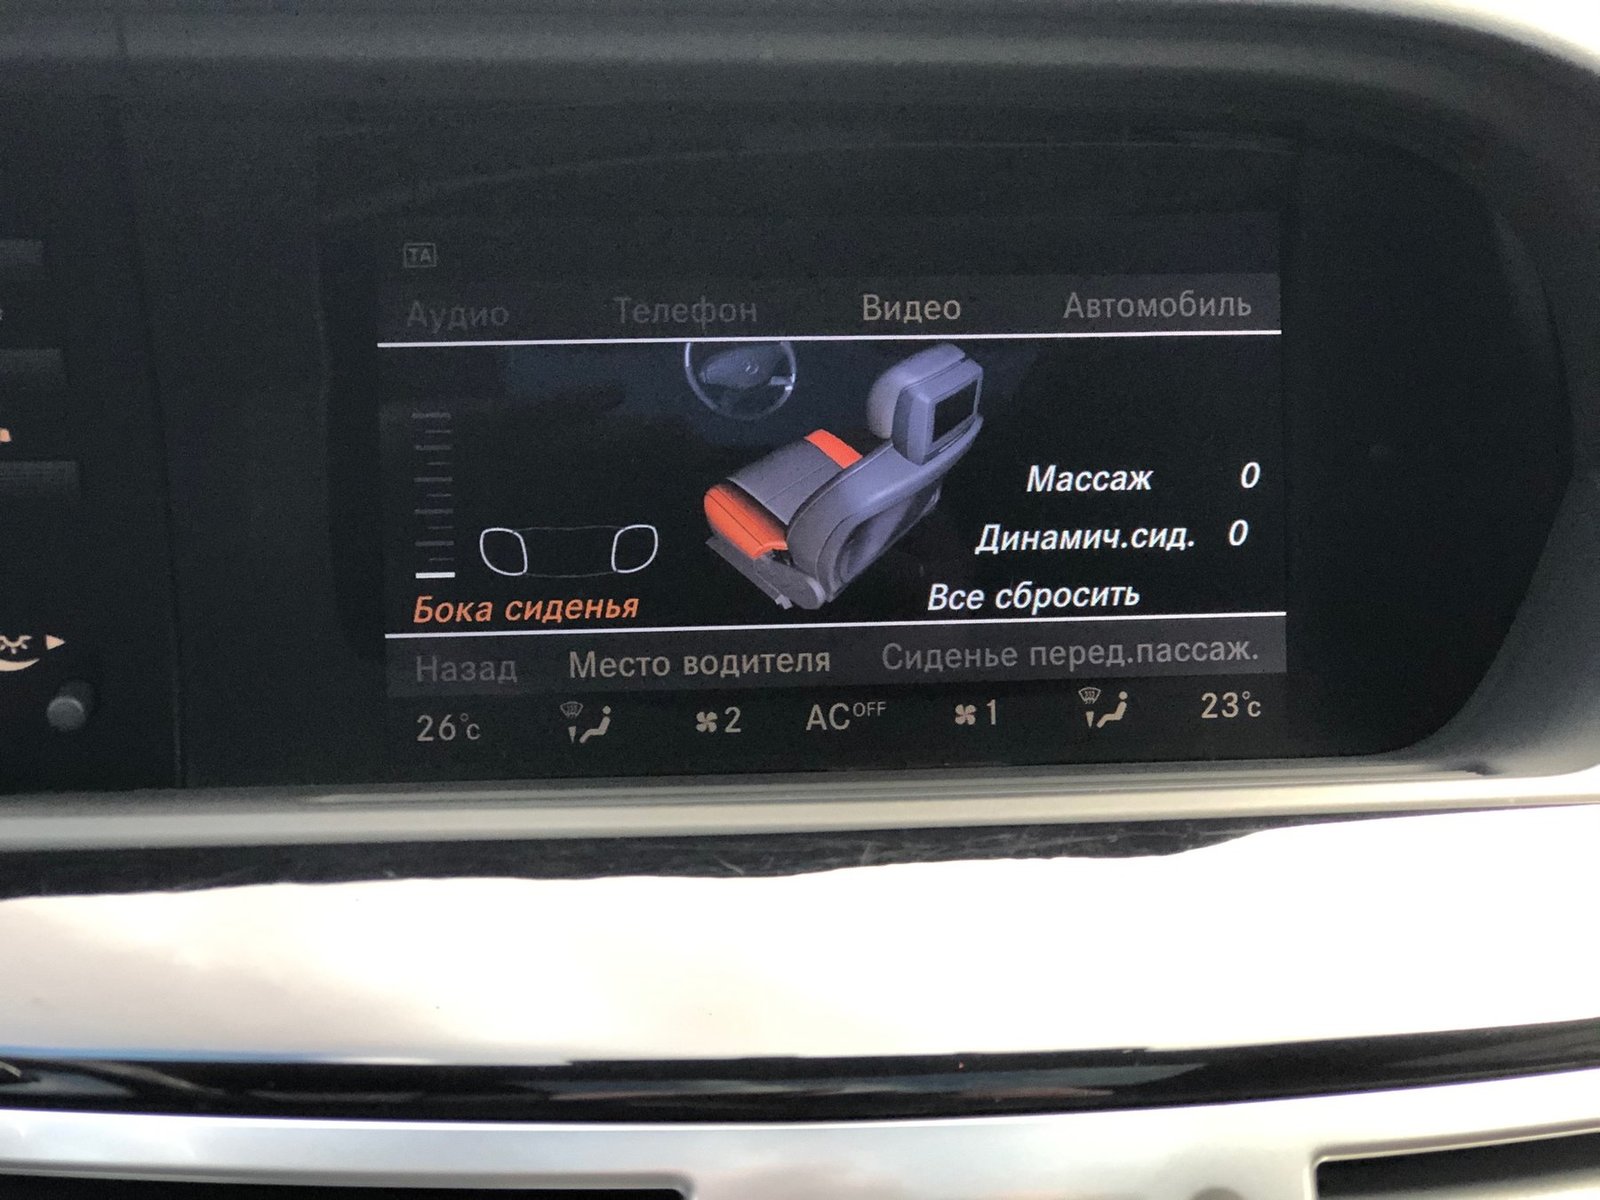 TA
Аудио Телефон Видео Автомобиль
Массаж 0
Динамич.сид. 0
Все сбросить
Бока сиденья
Назад Место водителя Сиденье перед.пассаж.
26°C 2 AC OFF 1 23°C